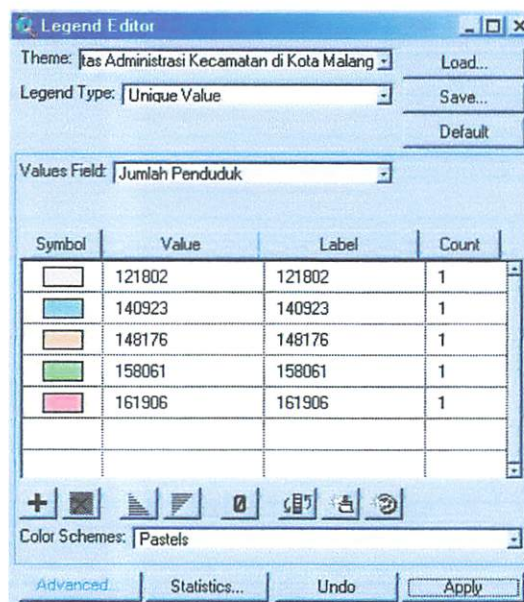 Legend Editor
Theme: tas Administrasi Kecamatan di Kota Malang
Load...
Legend Type: Unique Value
Save...
Default
Values Field: Jumlah Penduduk
Symbol Value Label Count
121802 121802 1
140923 140923 1
148176 148176 1
158061 158061 1
161906 161906 1
Color Schemes: Pastels
Advanced... Statistics... Undo Apply